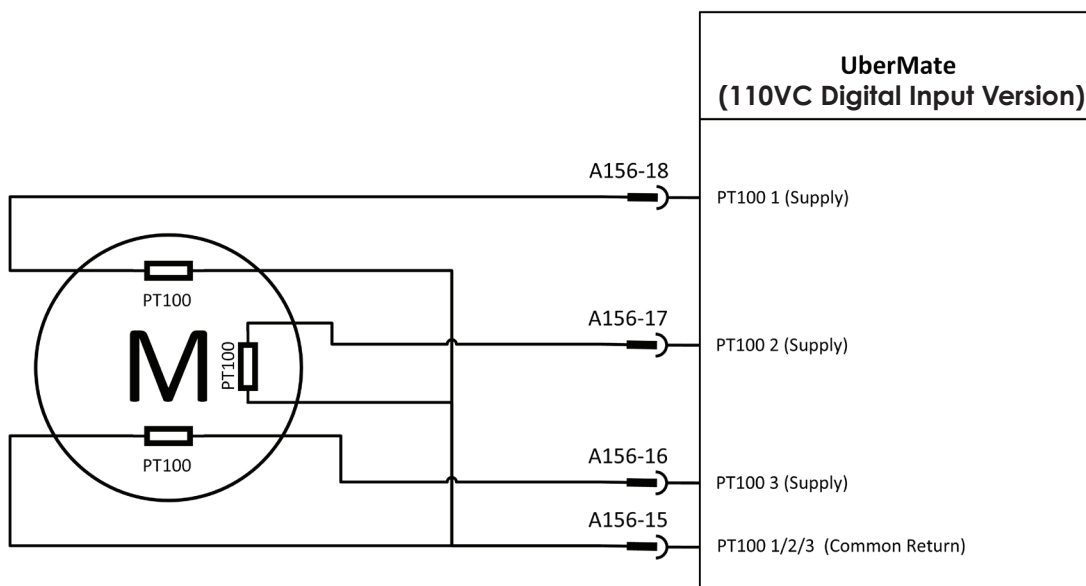 UberMate
(110VC Digital Input Version)
A156-18
PT100 1 (Supply)
PT100
A156-17
PT100 2 (Supply)
M
PT100
PT100
A156-16
PT100 3 (Supply)
A156-15
PT100 1/2/3 (Common Return)